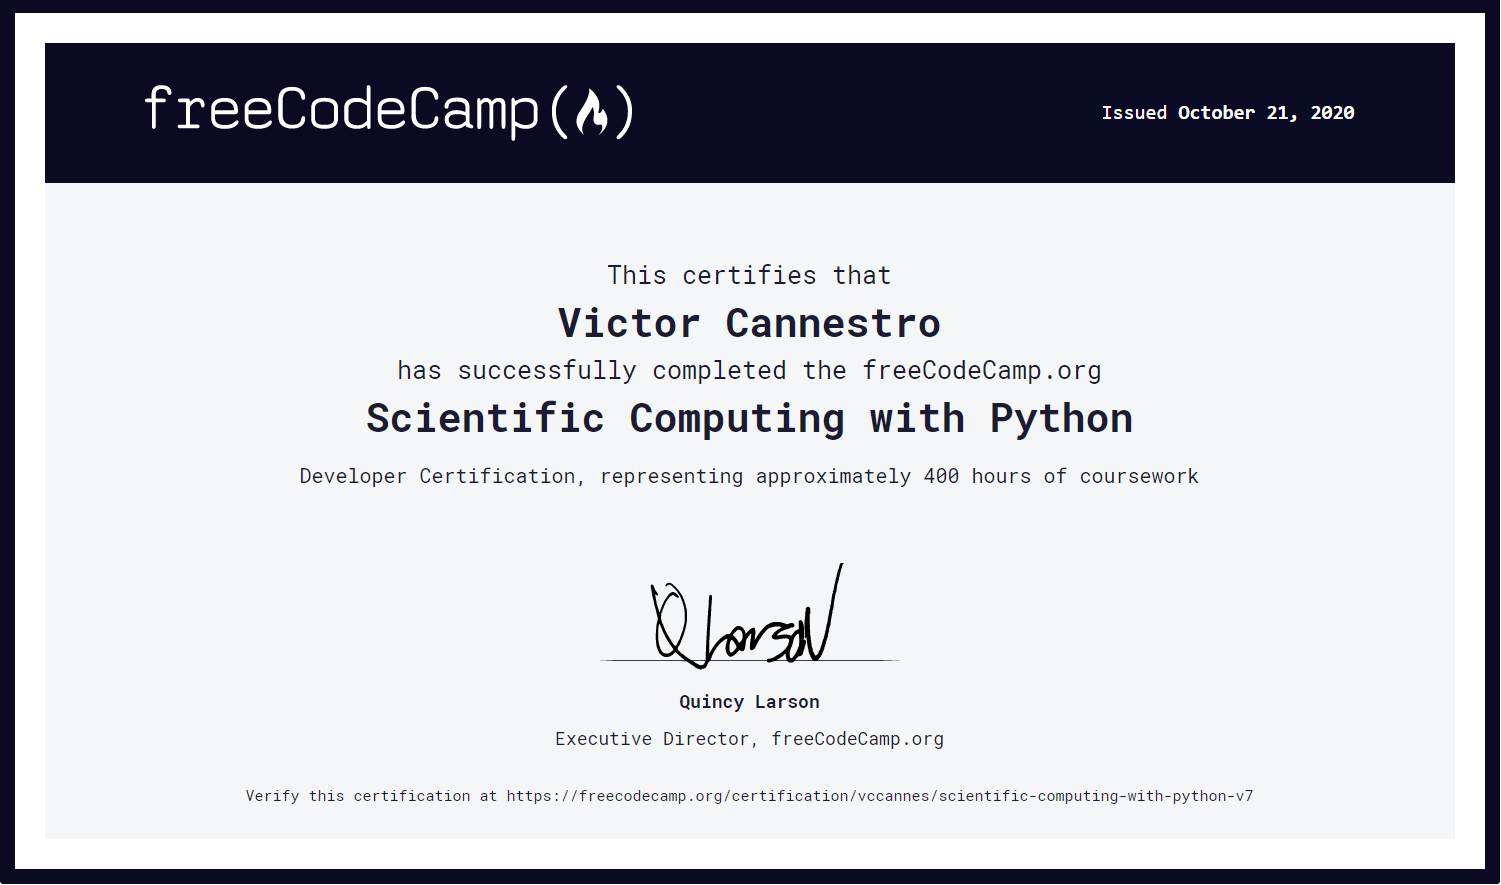 freeCodeCamp(🔥)
Issued October 21, 2020
This certifies that
Victor Cannestro
has successfully completed the freeCodeCamp.org
Scientific Computing with Python
Developer Certification, representing approximately 400 hours of coursework
Q Larson
Quincy Larson
Executive Director, freeCodeCamp.org
Verify this certification at https://freecodecamp.org/certification/vccannes/scientific-computing-with-python-v7